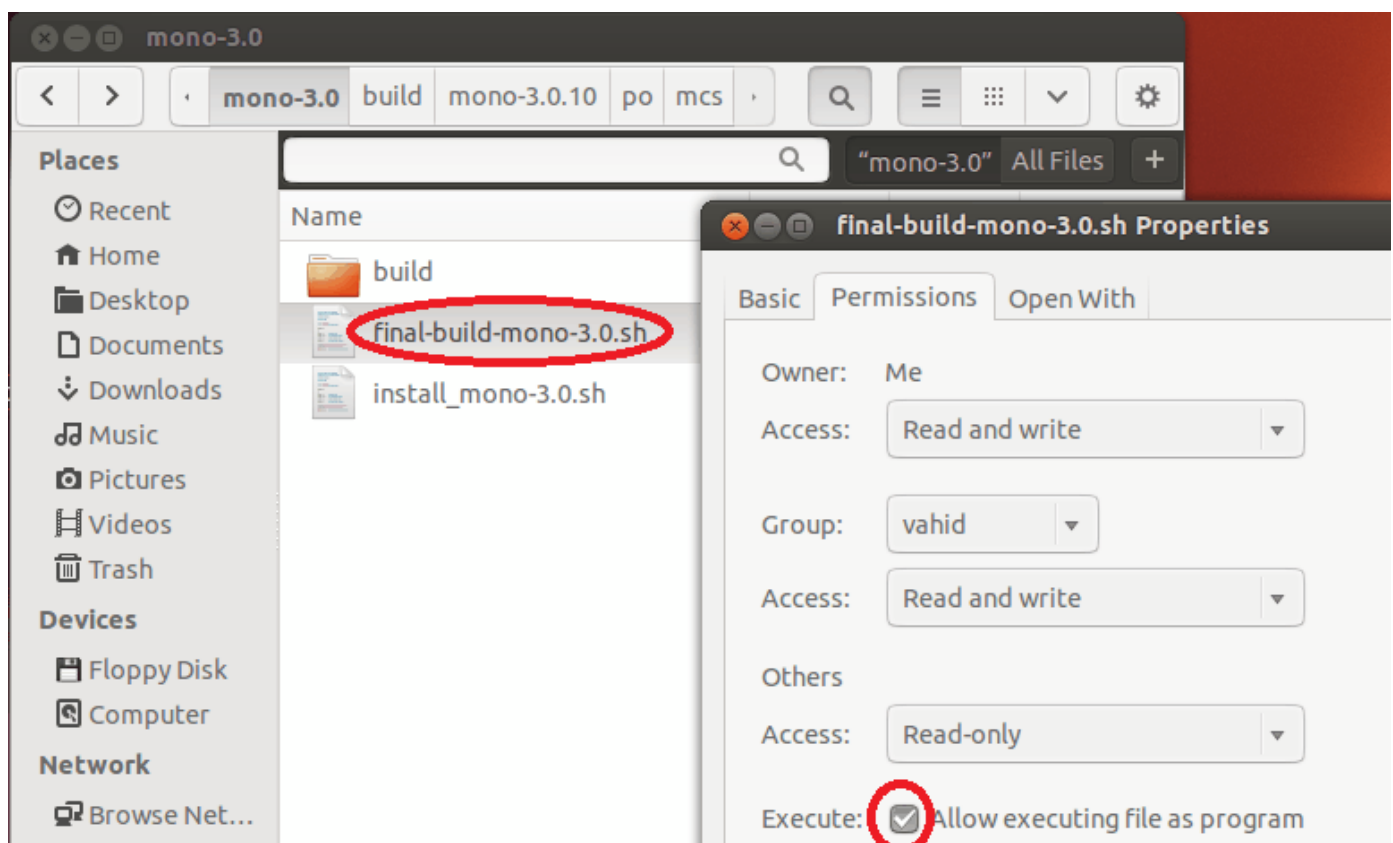 mono-3.0
mono-3.0 build mono-3.0.10 po mcs
Places
Recent
Home
Desktop
Documents
Downloads
Music
Pictures
Videos
Trash
Devices
Floppy Disk
Computer
Network
Browse Net...
“mono-3.0” All Files +
Name
build
final-build-mono-3.0.sh
install_mono-3.0.sh
final-build-mono-3.0.sh Properties
Basic Permissions Open With
Owner: Me
Access: Read and write
Group: vahid
Access: Read and write
Others
Access: Read-only
Execute: Allow executing file as program